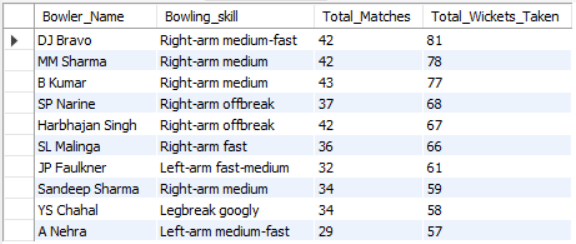 Bowler_Name Bowling_skill Total_Matches Total_Wickets_Taken
DJ Bravo Right-arm medium-fast 42 81
MM Sharma Right-arm medium 42 78
B Kumar Right-arm medium 43 77
SP Narine Right-arm offbreak 37 68
Harbhajan Singh Right-arm offbreak 42 67
SL Malinga Right-arm fast 36 66
JP Faulkner Left-arm fast-medium 32 61
Sandeep Sharma Right-arm medium 34 59
YS Chahal Legbreak googly 34 58
A Nehra Left-arm medium-fast 29 57